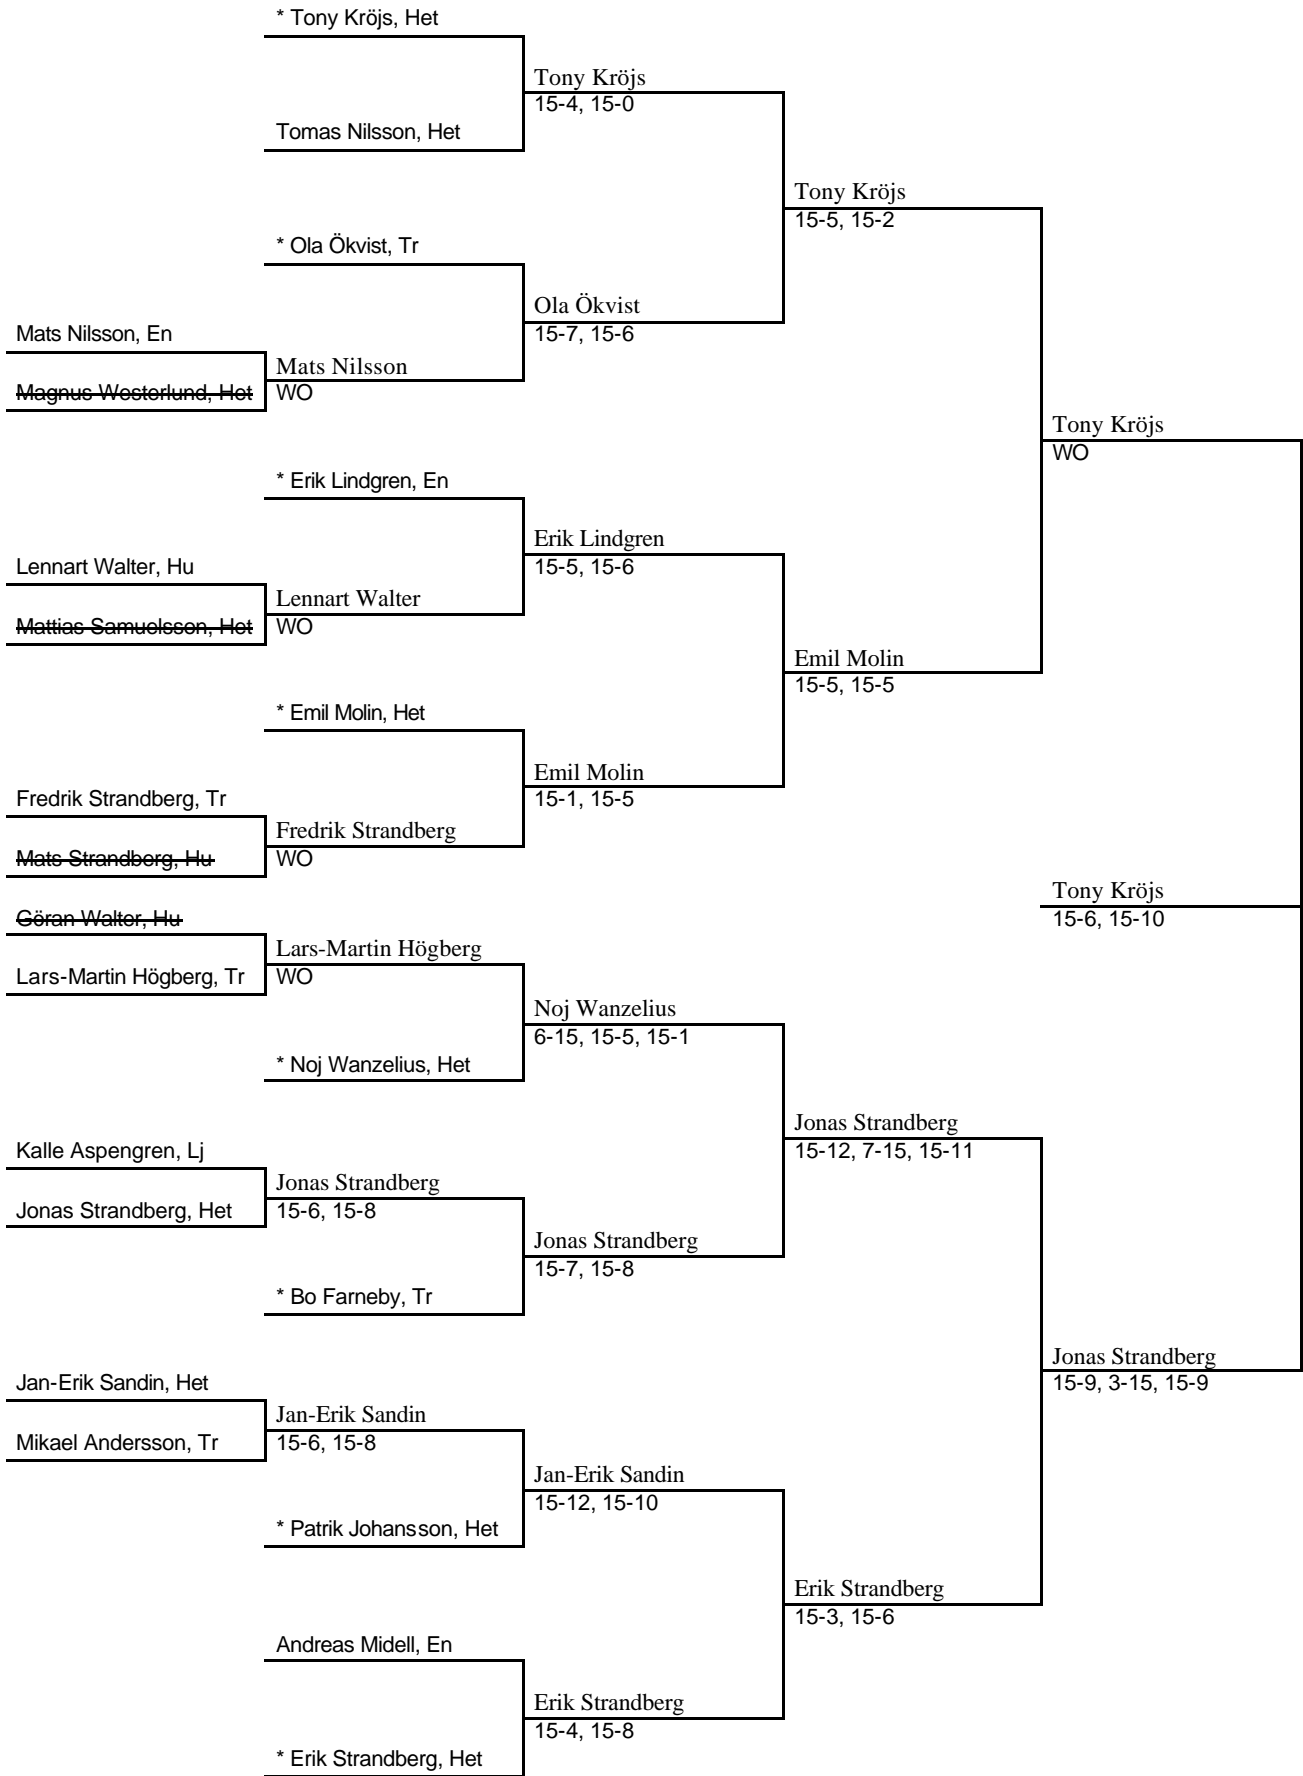 * Tony Kröjs, Het
Tony Kröjs
15-4, 15-0
Tomas Nilsson, Het
Tony Kröjs
15-5, 15-2
* Ola Ökvist, Tr
Ola Ökvist
15-7, 15-6
Mats Nilsson, En
Mats Nilsson
WO
Magnus Westerlund, Het
Tony Kröjs
WO
* Erik Lindgren, En
Erik Lindgren
15-5, 15-6
Lennart Walter, Hu
Lennart Walter
WO
Mattias Samuelsson, Het
Emil Molin
15-5, 15-5
* Emil Molin, Het
Emil Molin
15-1, 15-5
Fredrik Strandberg, Tr
Fredrik Strandberg
WO
Mats Strandberg, Hu
Tony Kröjs
15-6, 15-10
Göran Walter, Hu
Lars-Martin Högberg
WO
Lars-Martin Högberg, Tr
Noj Wanzelius
6-15, 15-5, 15-1
* Noj Wanzelius, Het
Jonas Strandberg
15-12, 7-15, 15-11
Kalle Aspengren, Lj
Jonas Strandberg
15-6, 15-8
Jonas Strandberg, Het
Jonas Strandberg
15-7, 15-8
* Bo Farneby, Tr
Jonas Strandberg
15-9, 3-15, 15-9
Jan-Erik Sandin, Het
Jan-Erik Sandin
15-6, 15-8
Mikael Andersson, Tr
Jan-Erik Sandin
15-12, 15-10
* Patrik Johansson, Het
Erik Strandberg
15-3, 15-6
Andreas Midell, En
Erik Strandberg
15-4, 15-8
* Erik Strandberg, Het